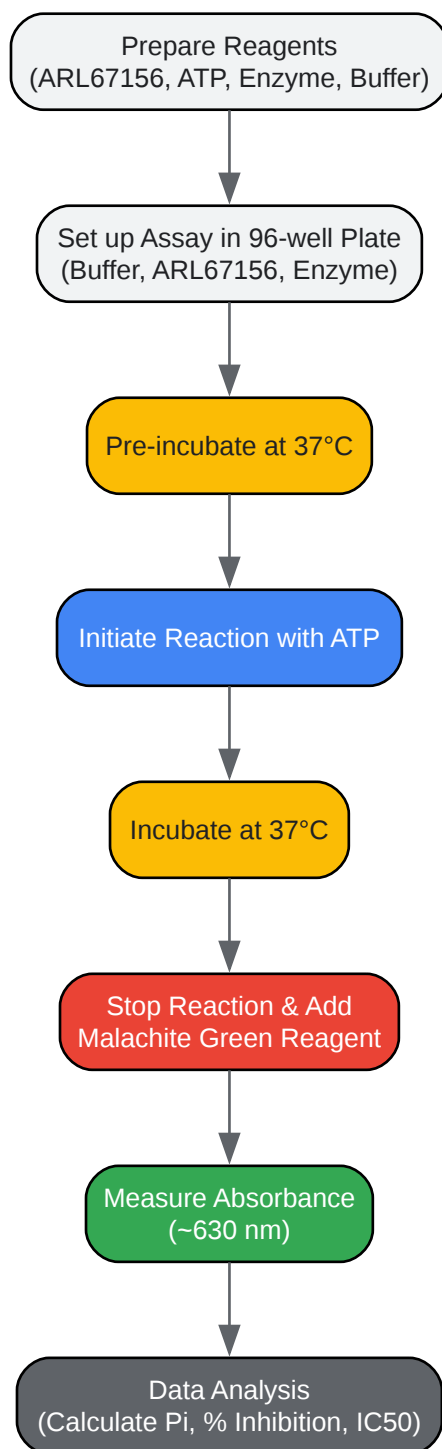 Prepare Reagents
(ARL67156, ATP, Enzyme, Buffer)
Set up Assay in 96-well Plate
(Buffer, ARL67156, Enzyme)
Pre-incubate at 37°C
Initiate Reaction with ATP
Incubate at 37°C
Stop Reaction & Add
Malachite Green Reagent
Measure Absorbance
(~630 nm)
Data Analysis
(Calculate Pi, % Inhibition, IC50)